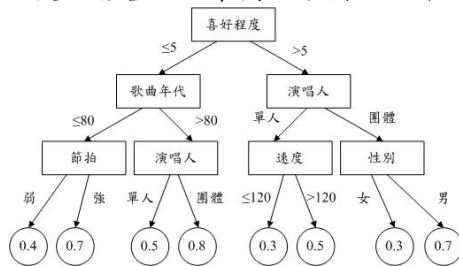 喜好程度
≤5 >5
歌曲年代 演唱人
≤80 >80 單人 團體
節拍 演唱人 速度 性別
弱 強 單人 團體 ≤120 >120 女 男
0.4 0.7 0.5 0.8 0.3 0.5 0.3 0.7